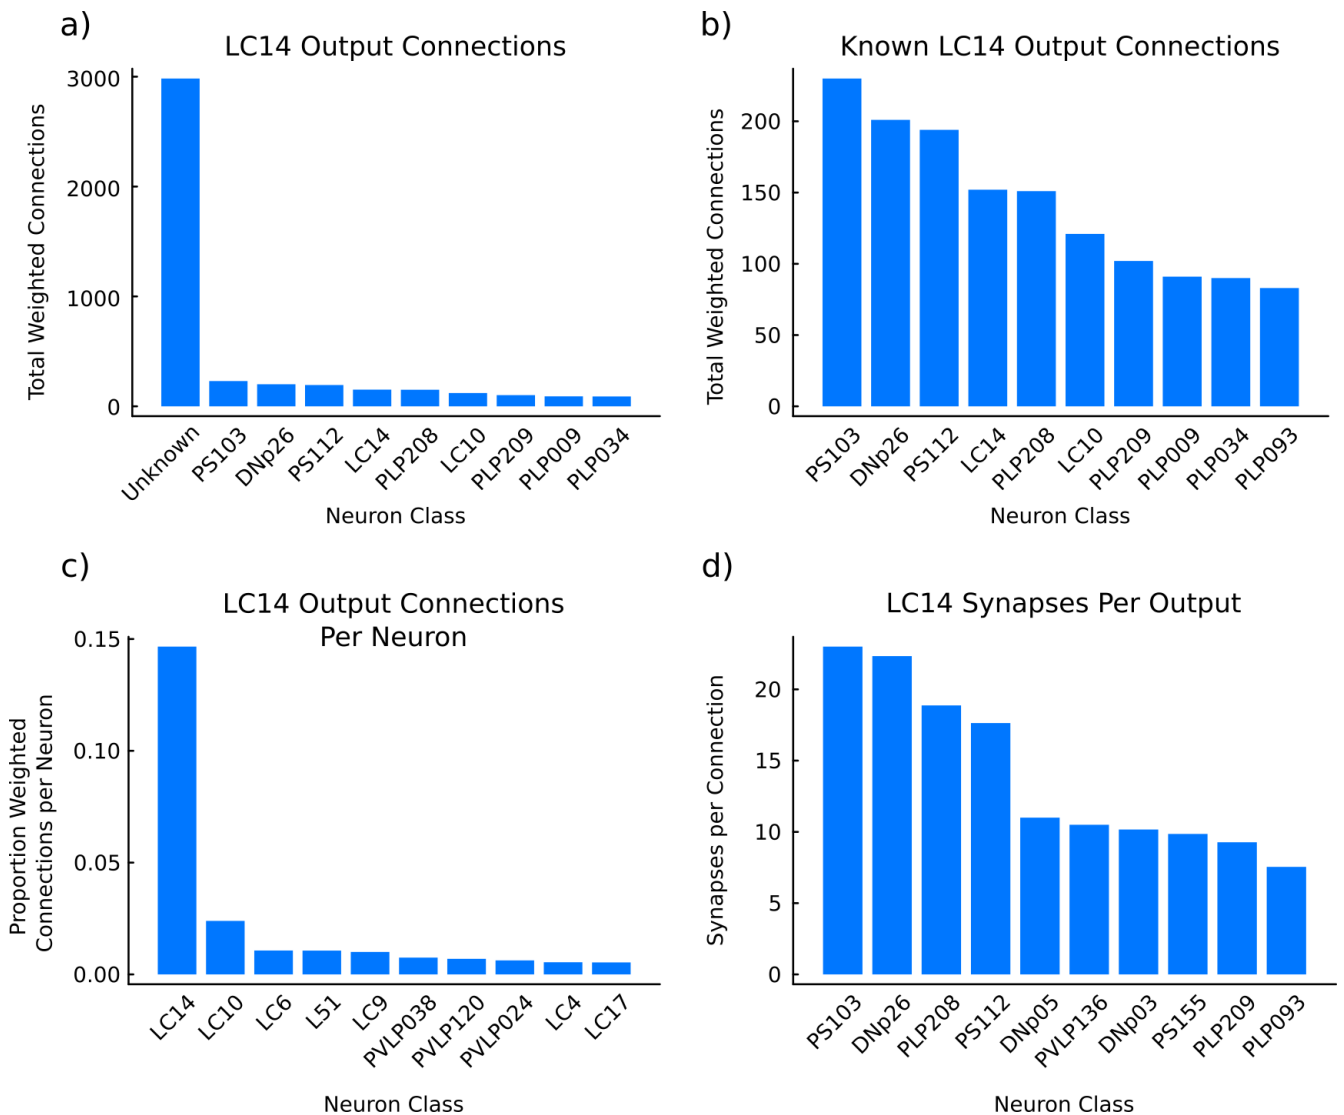 a)
LC14 Output Connections
Total Weighted Connections
3000
2000
1000
0
Unknown
PS103
DNp26
PS112
LC14
PLP208
LC10
PLP209
PLP009
PLP034
Neuron Class
b)
Known LC14 Output Connections
Total Weighted Connections
200
150
100
50
0
PS103
DNp26
PS112
LC14
PLP208
LC10
PLP209
PLP009
PLP034
PLP093
Neuron Class
c)
LC14 Output Connections
Per Neuron
Proportion Weighted
Connections per Neuron
0.15
0.10
0.05
0.00
LC14
LC10
LC6
L51
LC9
PVLP038
PVLP120
PVLP024
LC4
LC17
Neuron Class
d)
LC14 Synapses Per Output
Synapses per Connection
20
15
10
5
0
PS103
DNp26
PLP208
PS112
DNp05
PVLP136
DNp03
PS155
PLP209
PLP093
Neuron Class